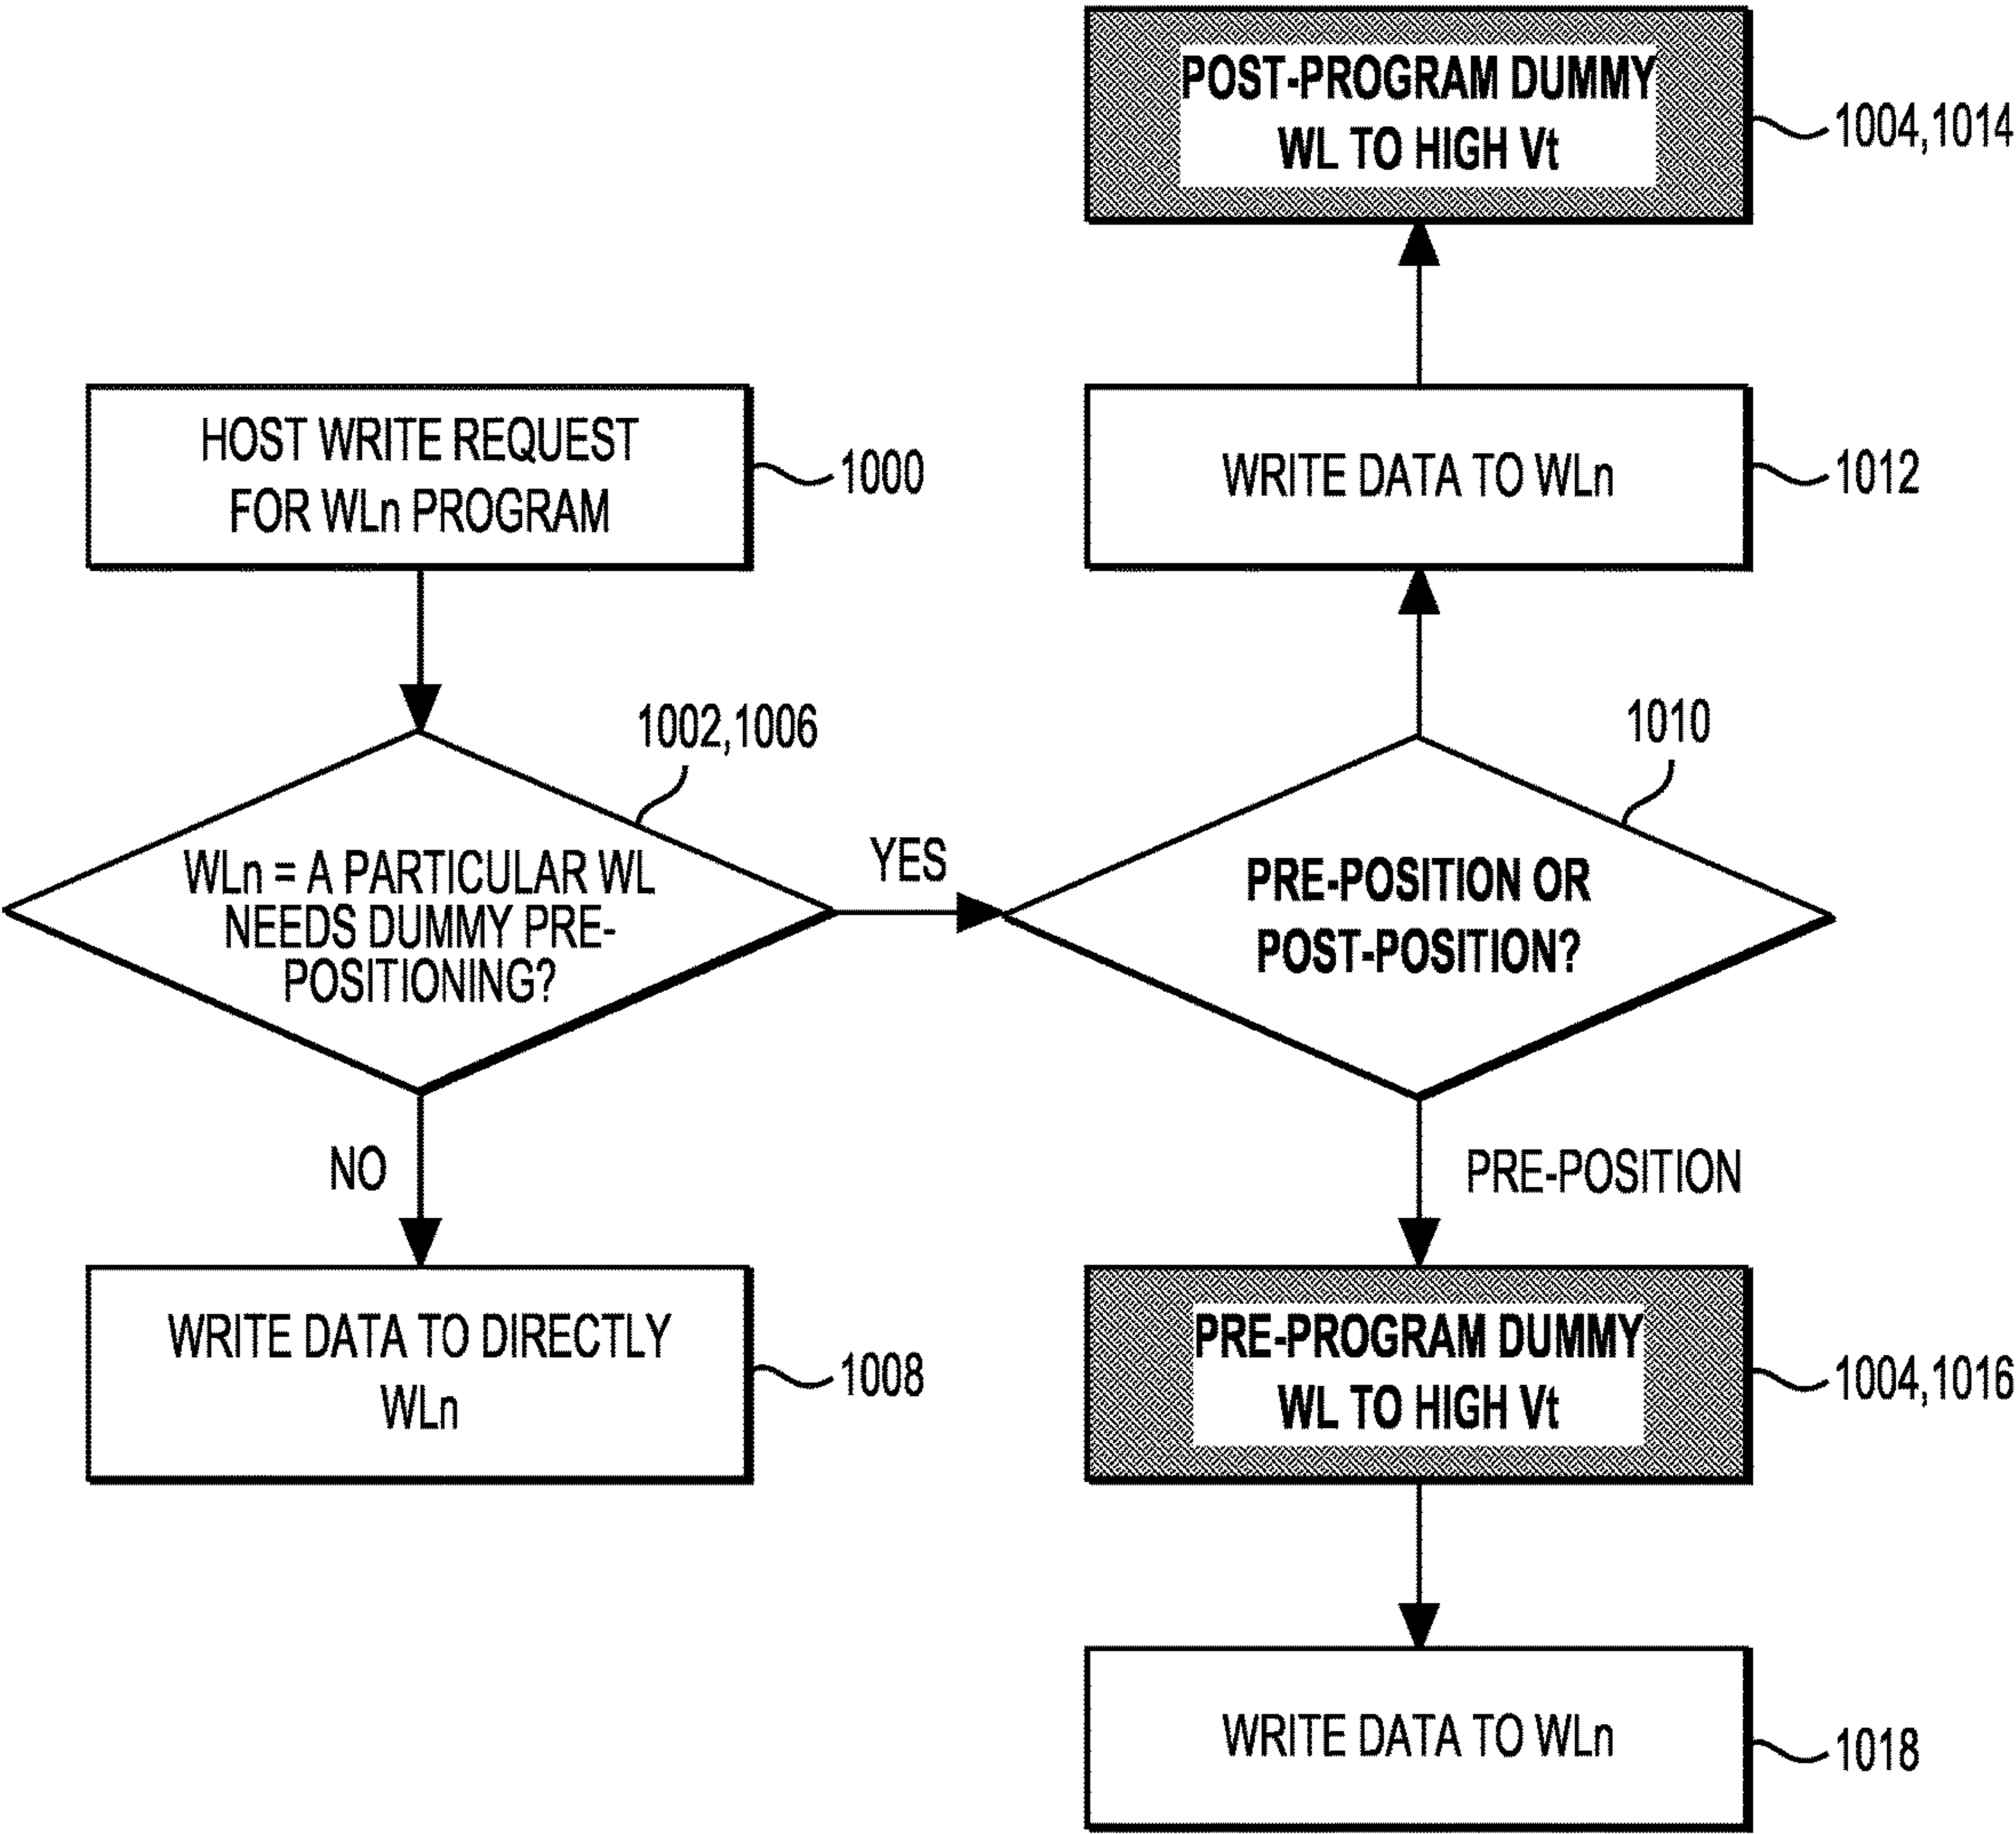 POST-PROGRAM DUMMY
WL TO HIGH Vt
1004,1014
HOST WRITE REQUEST
FOR WLn PROGRAM
1000
WRITE DATA TO WLn
1012
1002,1006
1010
WLn = A PARTICULAR WL
NEEDS DUMMY PRE-
POSITIONING?
YES
PRE-POSITION OR
POST-POSITION?
NO
PRE-POSITION
WRITE DATA TO DIRECTLY
WLn
1008
PRE-PROGRAM DUMMY
WL TO HIGH Vt
1004,1016
WRITE DATA TO WLn
1018